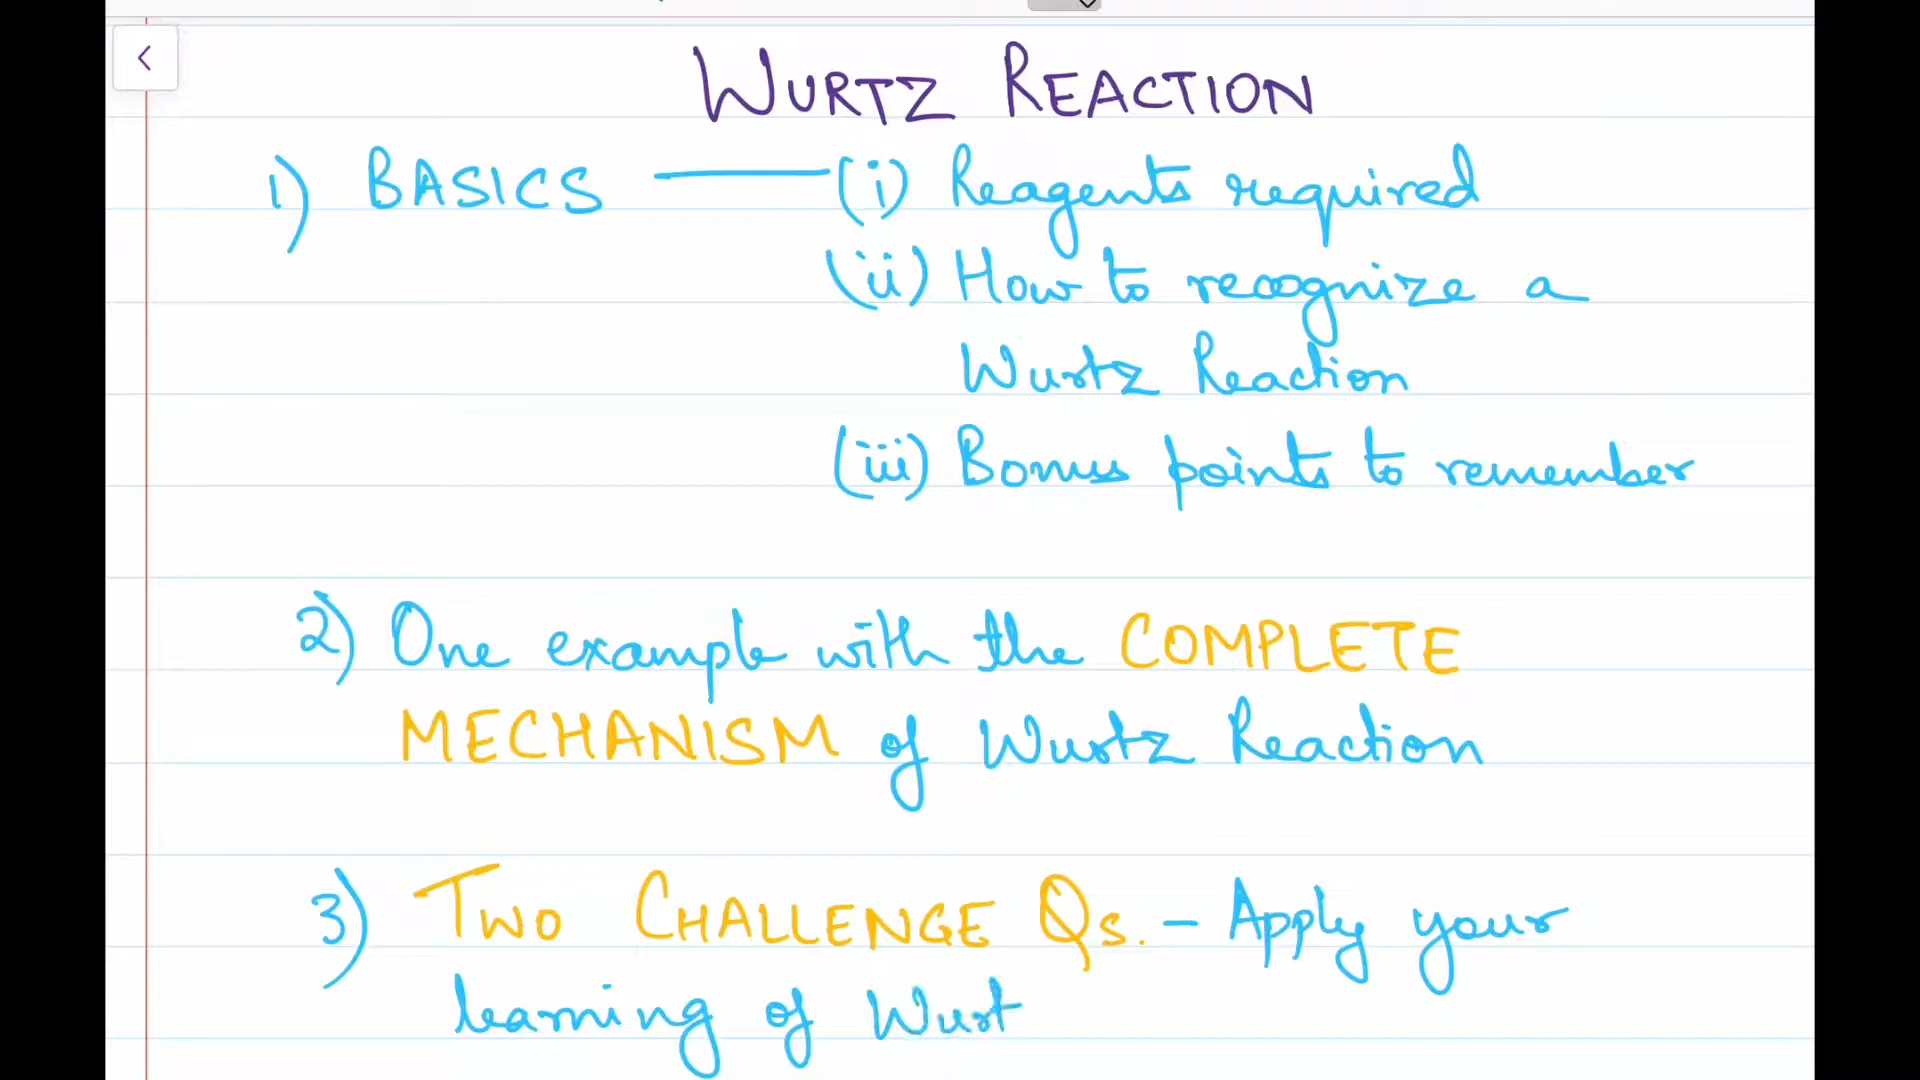 WURTZ REACTION
1) BASICS — (i) Reagents required
(ii) How to recognize a
Wurtz Reaction
(iii) Bonus points to remember
2) One example with the COMPLETE
MECHANISM of Wurtz Reaction
3) TWO CHALLENGE Qs. - Apply your
learning of Wurt